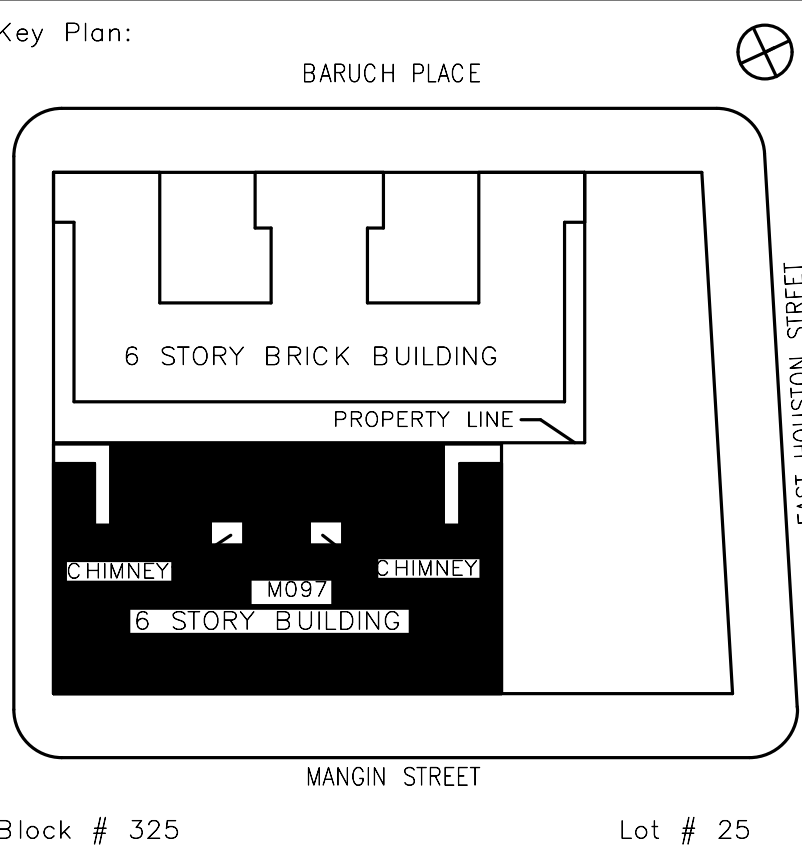 Key Plan:
BARUCH PLACE
EAST HOUSTON STREET
6 STORY BRICK BUILDING
PROPERTY LINE
CHIMNEY
CHIMNEY
M097
6 STORY BUILDING
MANGIN STREET
Block # 325
Lot # 25